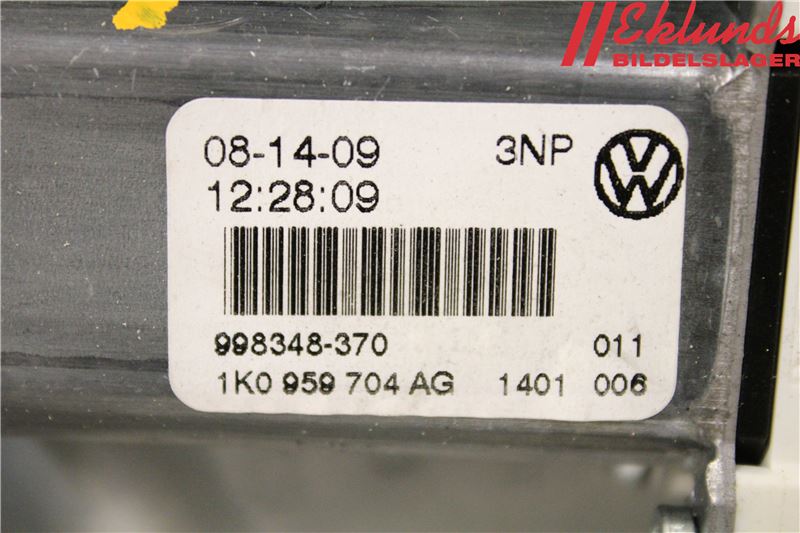 Eklunds
BILDELSLAGER
08-14-09 3NP
12:28:09
998348-370 011
1K0 959 704 AG 1401 006